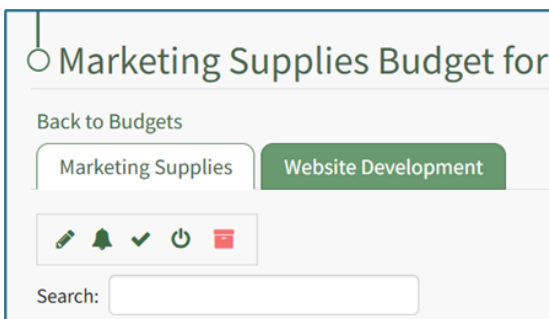 Marketing Supplies Budget for
Back to Budgets
Marketing Supplies Website Development
Search: